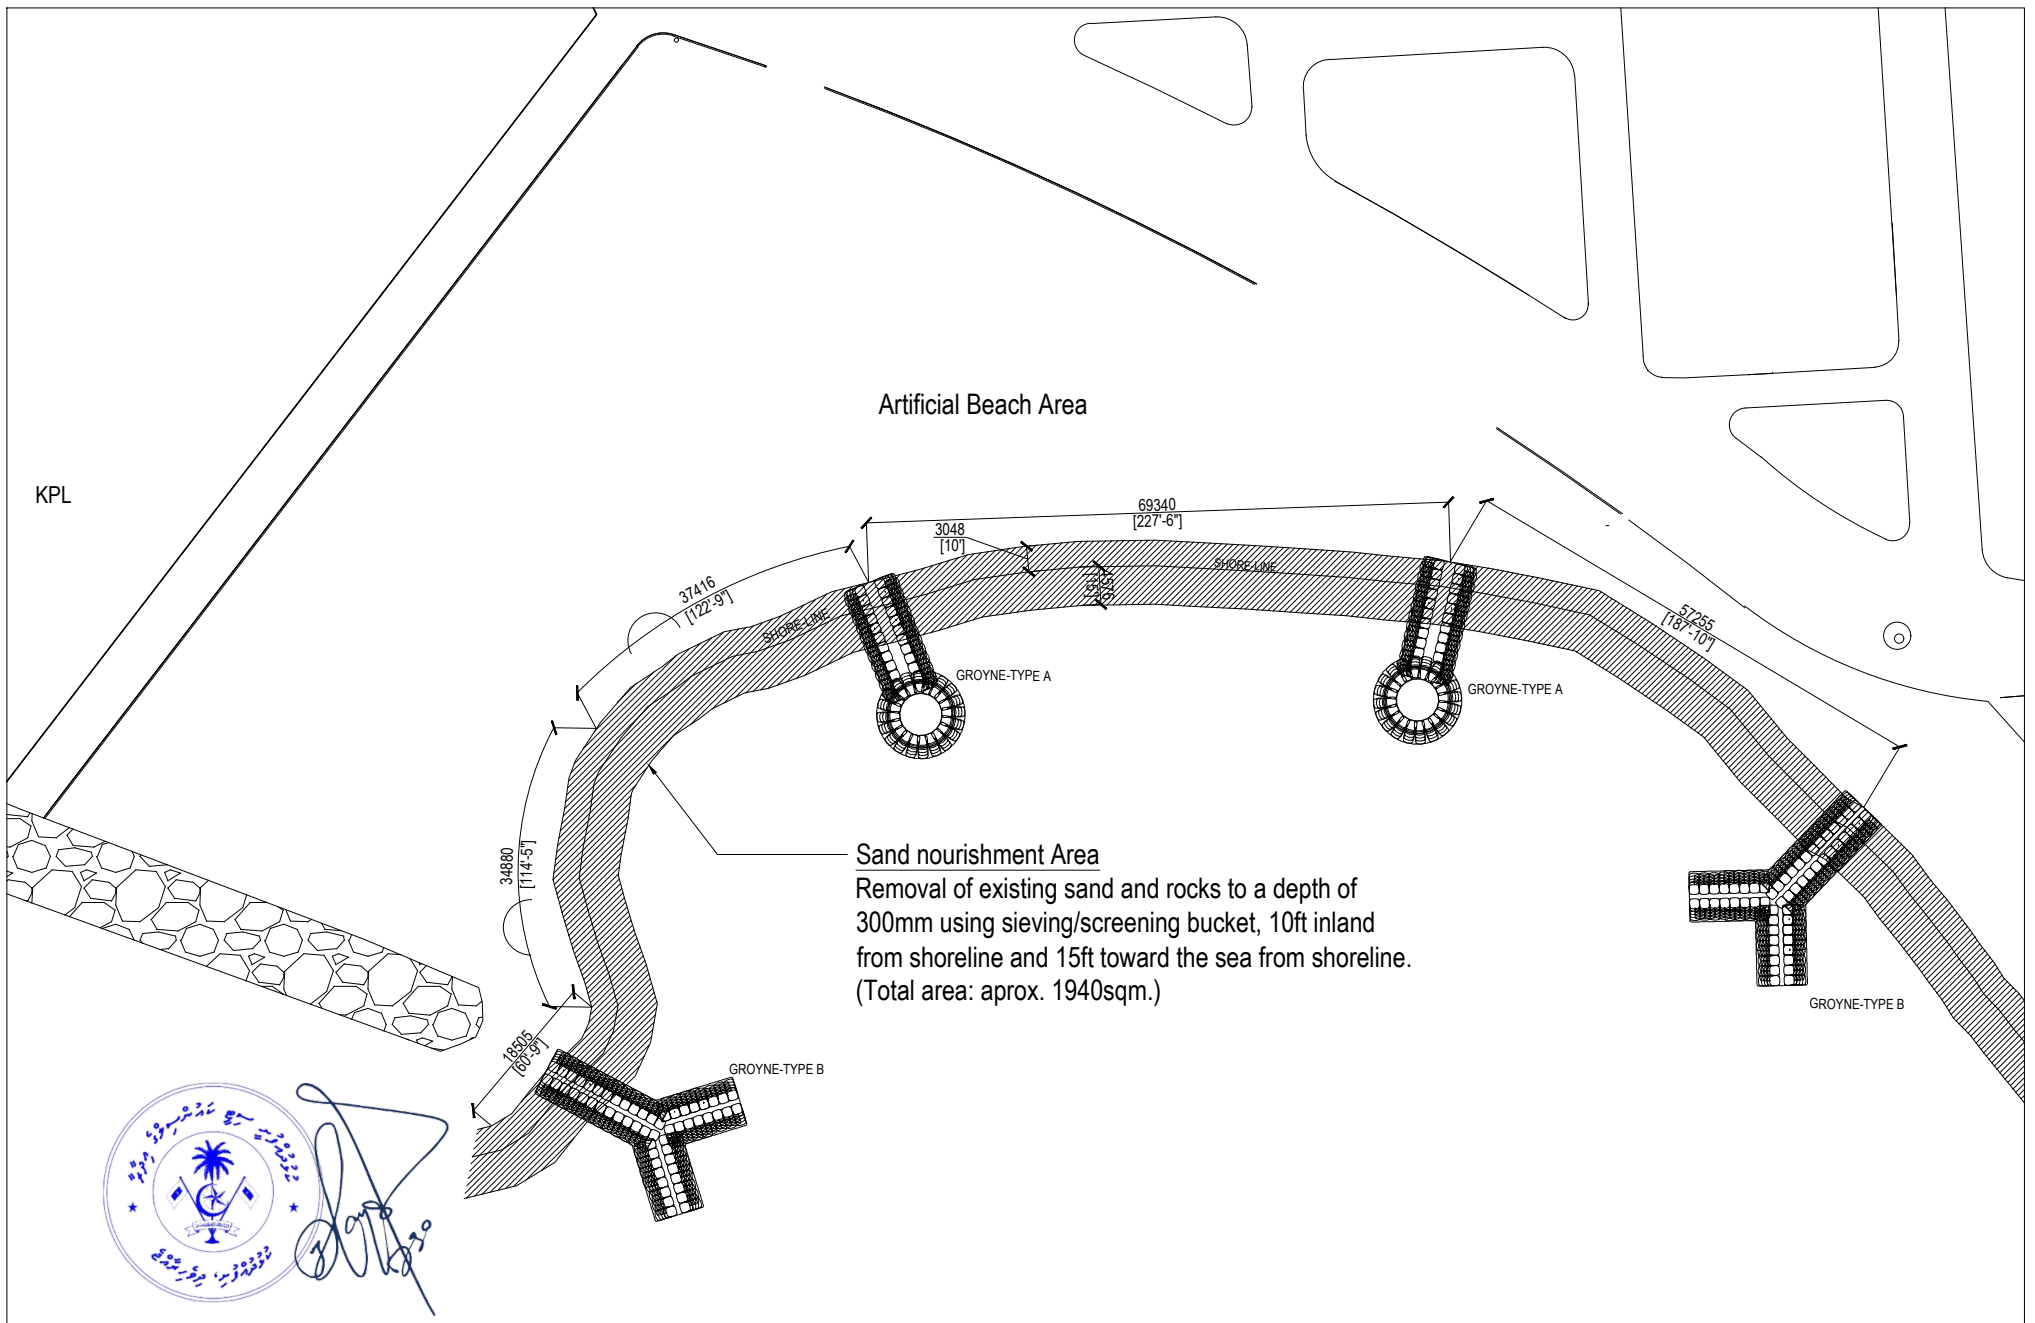 Artificial Beach Area
KPL
69340
[227'-6"]
3048
[10']
4576
[15']
SHORE-LINE
37416
[122'-9"]
SHORE-LINE
57255
[187'-10"]
GROYNE-TYPE A
GROYNE-TYPE A
34880
[114'-5"]
Sand nourishment Area
Removal of existing sand and rocks to a depth of
300mm using sieving/screening bucket, 10ft inland
from shoreline and 15ft toward the sea from shoreline.
(Total area: aprox. 1940sqm.)
GROYNE-TYPE B
18505
[60'-9"]
GROYNE-TYPE B